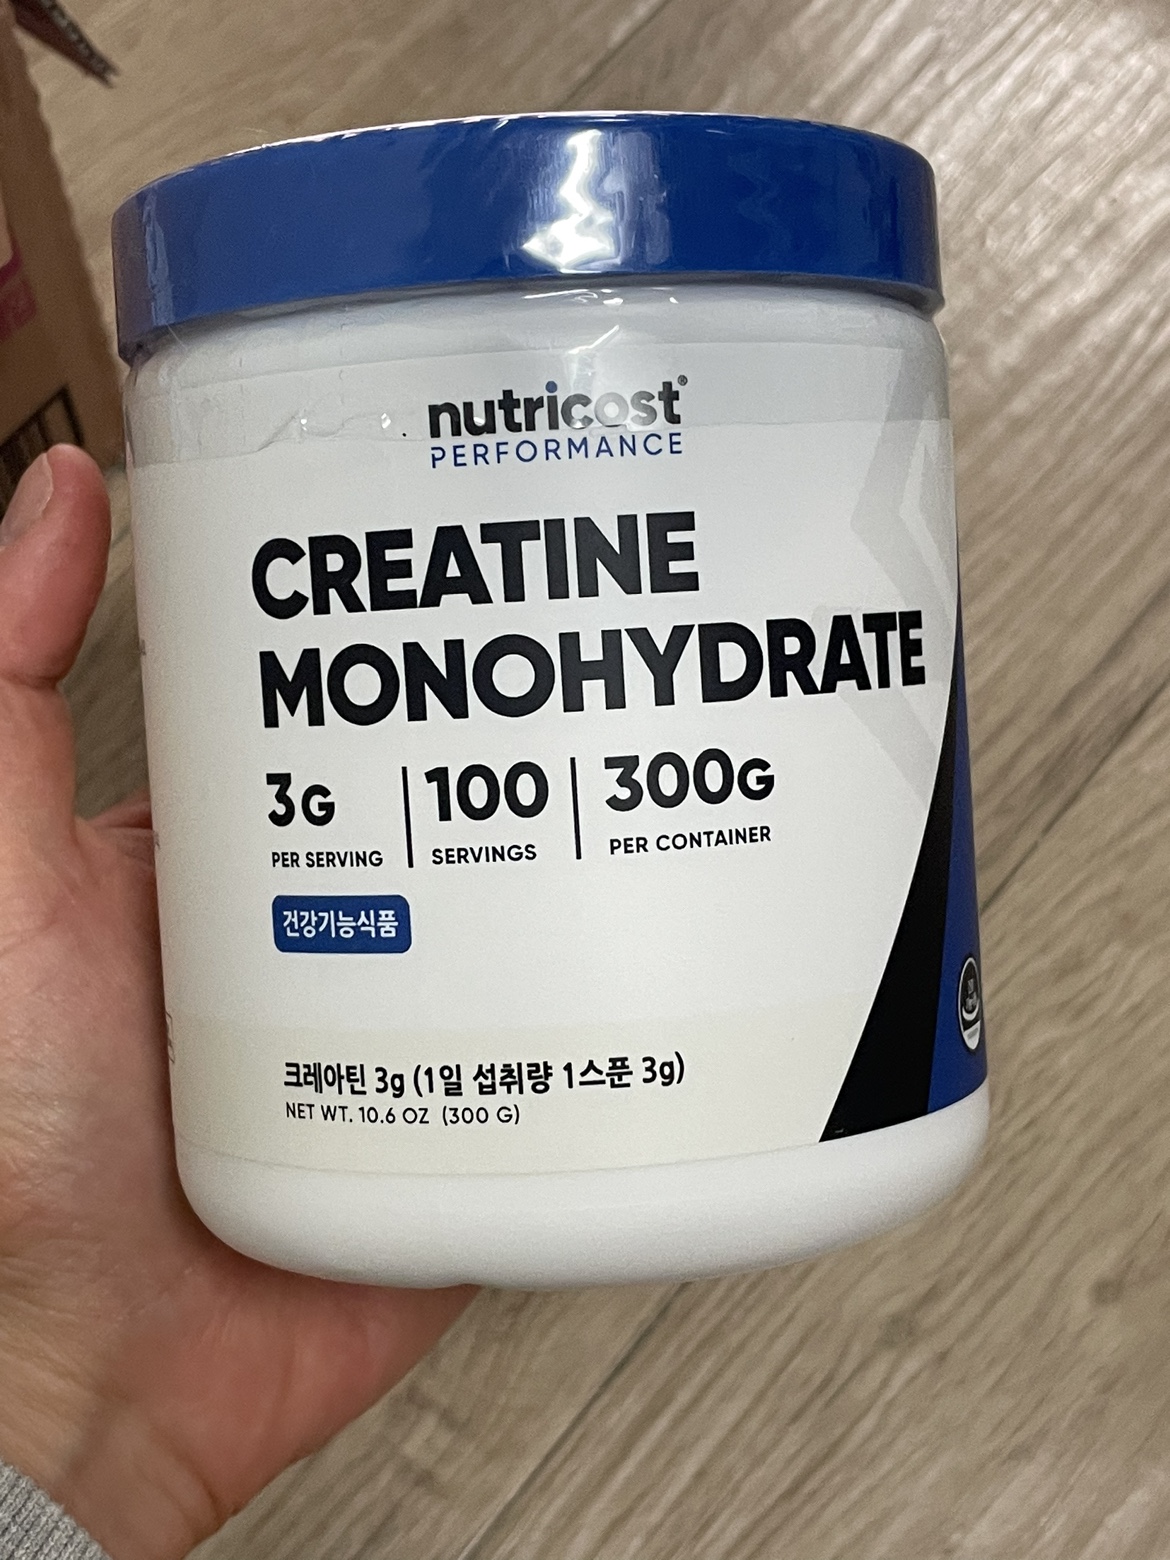 nutricost®
PERFORMANCE
CREATINE
MONOHYDRATE
3G | 100 | 300G
PER SERVING SERVINGS PER CONTAINER
건강기능식품
크레아틴 3g (1일 섭취량 1스푼 3g)
NET WT. 10.6 OZ (300 G)